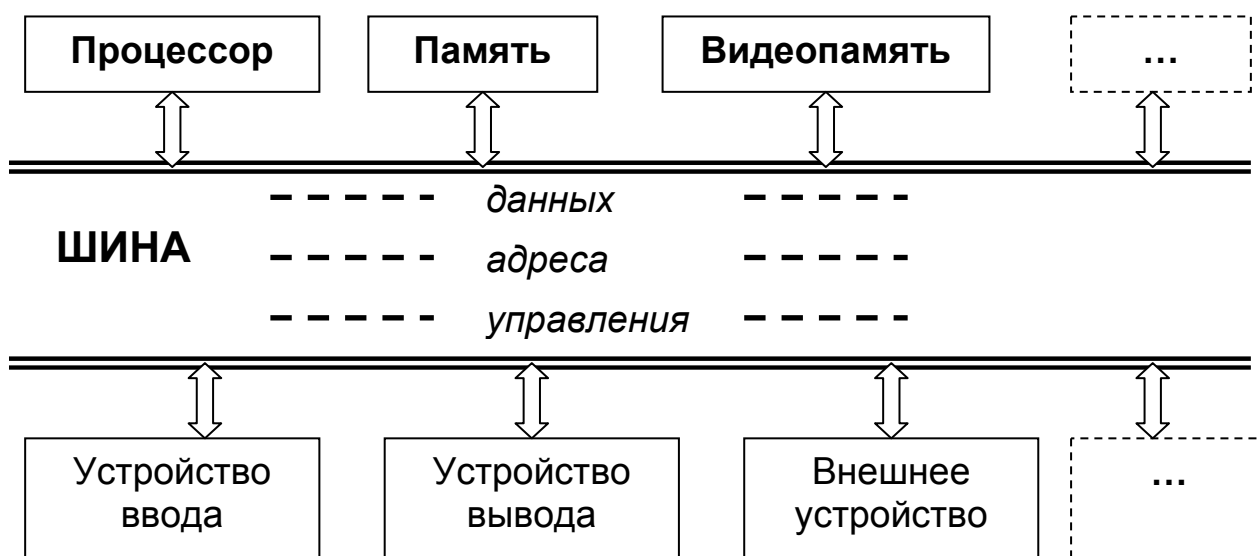 Процессор
Память
Видеопамять
...
данных
ШИНА
адреса
управления
Устройство
ввода
Устройство
вывода
Внешнее
устройство
...